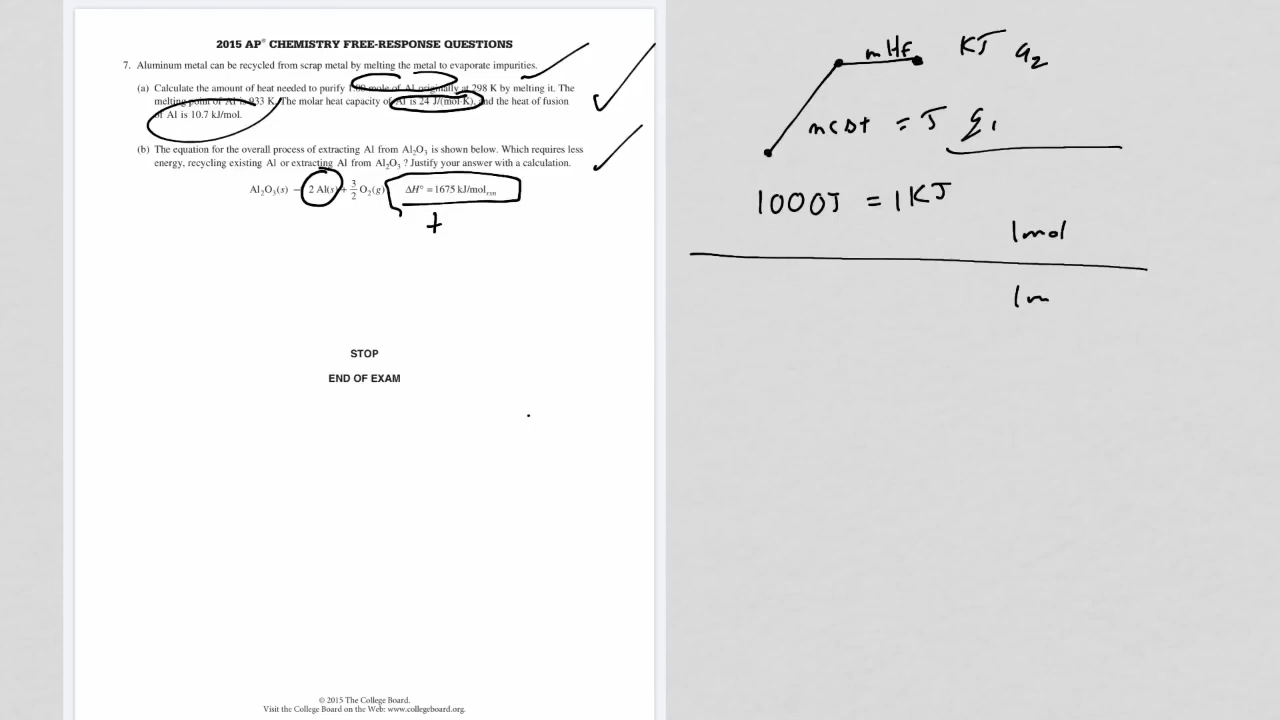 2015 AP® CHEMISTRY FREE-RESPONSE QUESTIONS
7. Aluminum metal can be recycled from scrap metal by melting the metal to evaporate impurities.
(a) Calculate the amount of heat needed to purify 1.00 mole of Al originally at 298 K by melting it. The
melting point of Al is 933 K. The molar heat capacity of Al is 24 J/(mol·K), and the heat of fusion
of Al is 10.7 kJ/mol.
(b) The equation for the overall process of extracting Al from Al₂O₃ is shown below. Which requires less
energy, recycling existing Al or extracting Al from Al₂O₃ ? Justify your answer with a calculation.
Al₂O₃(s) → 2 Al(s) + 3/2 O₂(g) ΔH° = 1675 kJ/molᵣₓₙ
+
STOP
END OF EXAM
© 2015 The College Board.
Visit the College Board on the Web: www.collegeboard.org.
mHf KJ q2
mcΔt = J q1
1000J = 1KJ
1mol
1m